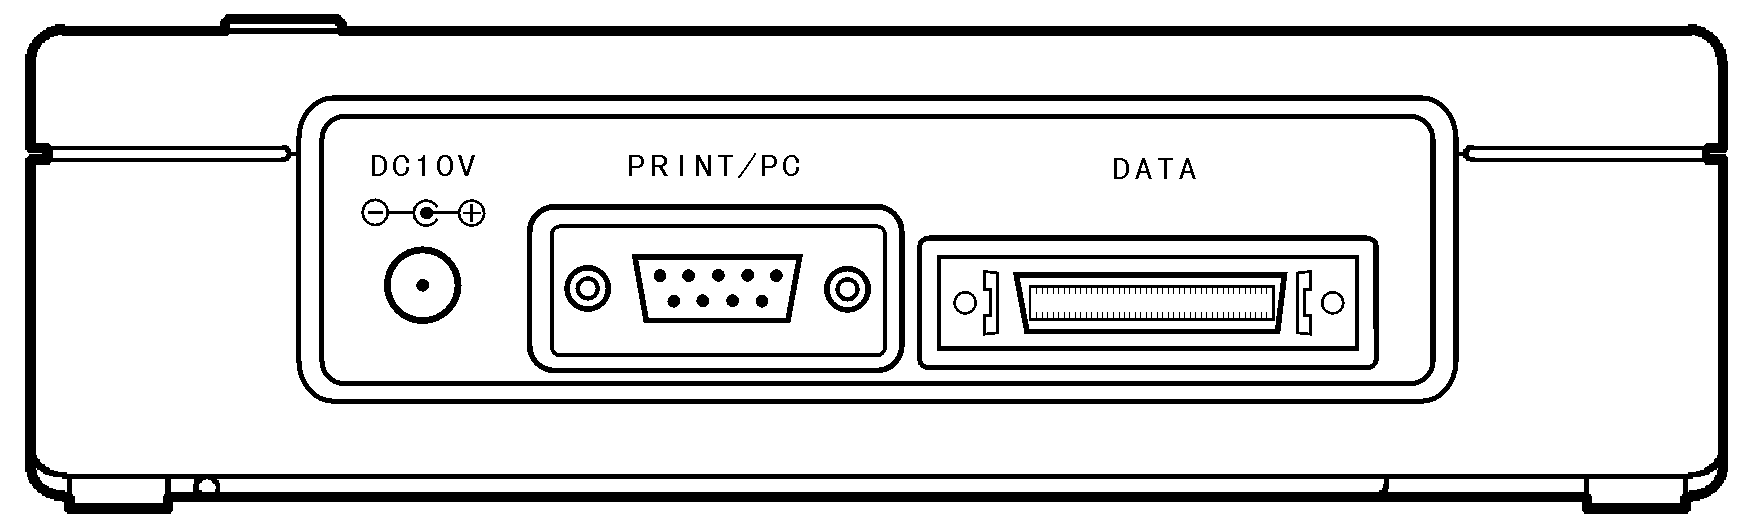 DC10V
PRINT/PC
DATA